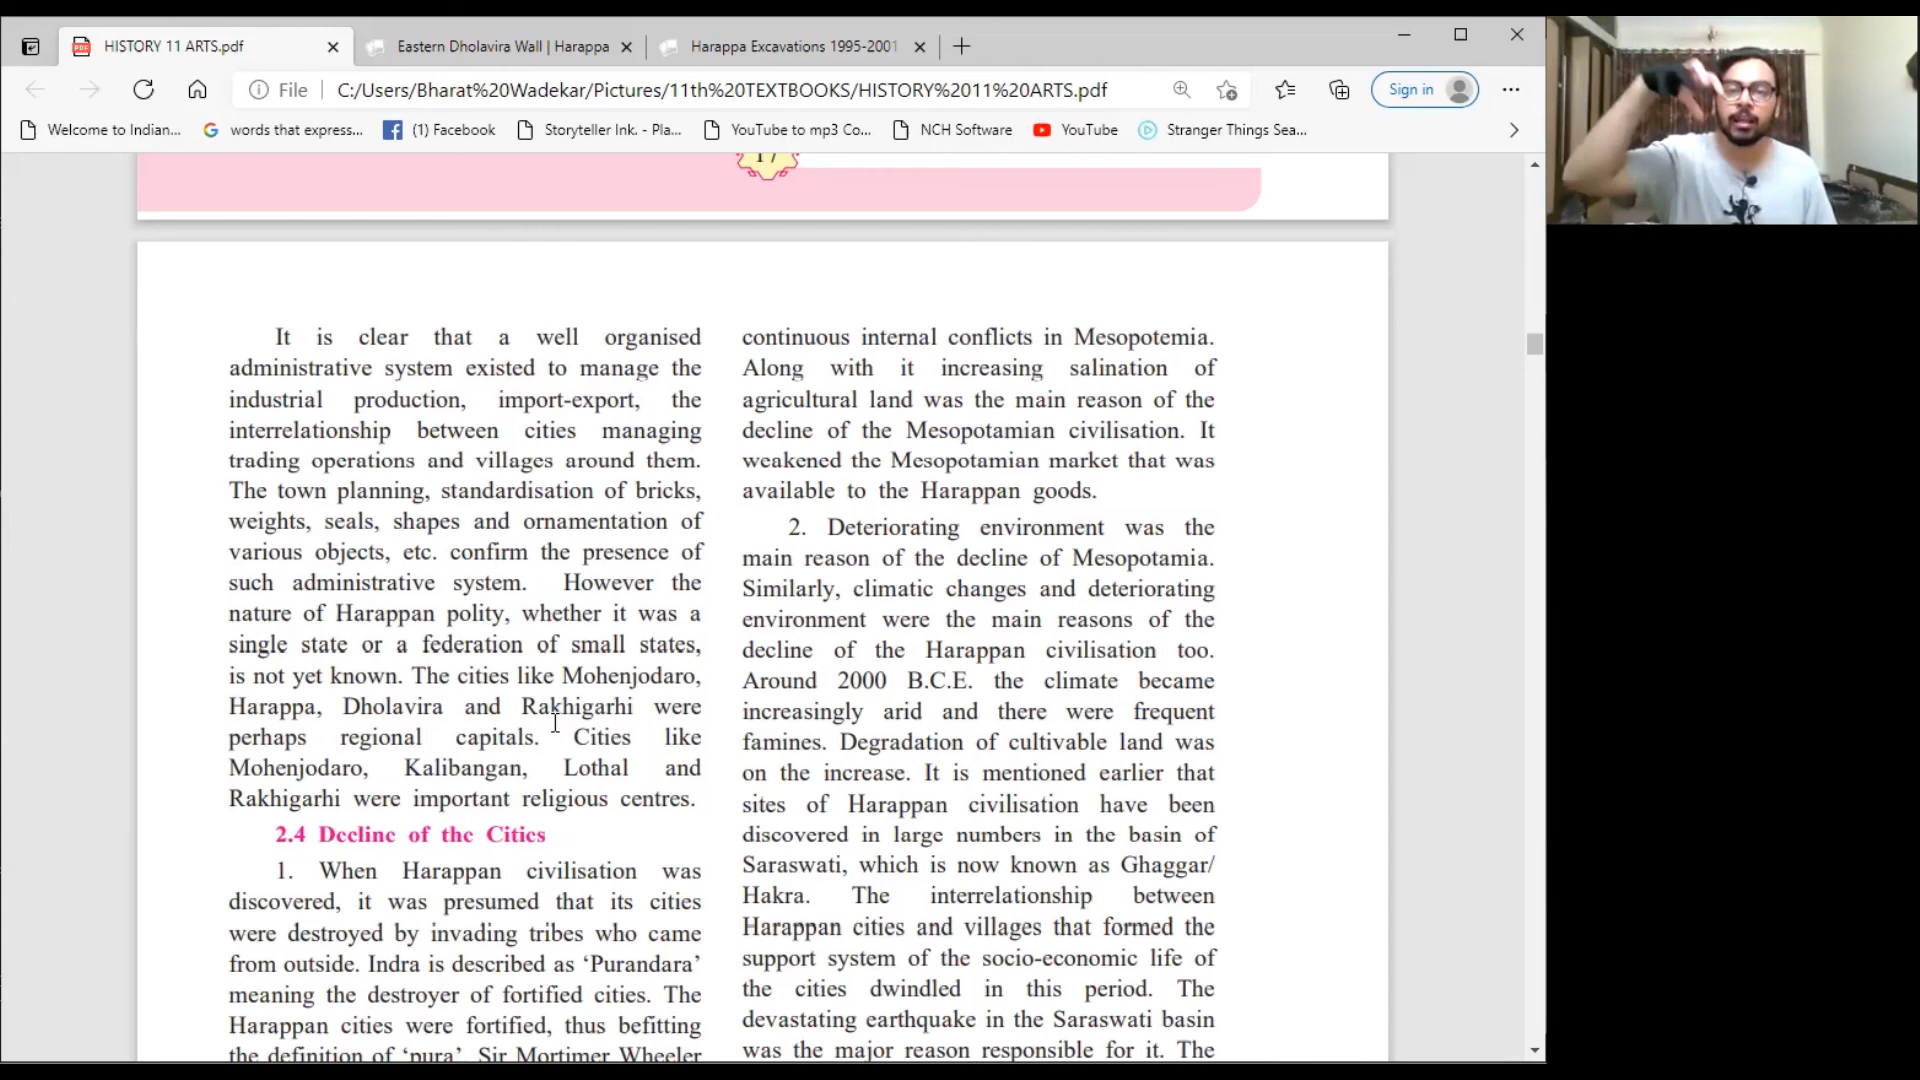 HISTORY 11 ARTS.pdf
Eastern Dholavira Wall | Harappa
Harappa Excavations 1995-2001
File
C:/Users/Bharat%20Wadekar/Pictures/11th%20TEXTBOOKS/HISTORY%2011%20ARTS.pdf
Sign in
Welcome to Indian...
words that express...
(1) Facebook
Storyteller Ink. - Pla...
YouTube to mp3 Co...
NCH Software
YouTube
Stranger Things Sea...
17
It is clear that a well organised
administrative system existed to manage the
industrial production, import-export, the
interrelationship between cities managing
trading operations and villages around them.
The town planning, standardisation of bricks,
weights, seals, shapes and ornamentation of
various objects, etc. confirm the presence of
such administrative system. However the
nature of Harappan polity, whether it was a
single state or a federation of small states,
is not yet known. The cities like Mohenjodaro,
Harappa, Dholavira and Rakhigarhi were
perhaps regional capitals. Cities like
Mohenjodaro, Kalibangan, Lothal and
Rakhigarhi were important religious centres.
2.4 Decline of the Cities
1. When Harappan civilisation was
discovered, it was presumed that its cities
were destroyed by invading tribes who came
from outside. Indra is described as ‘Purandara’
meaning the destroyer of fortified cities. The
Harappan cities were fortified, thus befitting
the definition of ‘pura’. Sir Mortimer Wheeler
continuous internal conflicts in Mesopotemia.
Along with it increasing salination of
agricultural land was the main reason of the
decline of the Mesopotamian civilisation. It
weakened the Mesopotamian market that was
available to the Harappan goods.
2. Deteriorating environment was the
main reason of the decline of Mesopotamia.
Similarly, climatic changes and deteriorating
environment were the main reasons of the
decline of the Harappan civilisation too.
Around 2000 B.C.E. the climate became
increasingly arid and there were frequent
famines. Degradation of cultivable land was
on the increase. It is mentioned earlier that
sites of Harappan civilisation have been
discovered in large numbers in the basin of
Saraswati, which is now known as Ghaggar/
Hakra. The interrelationship between
Harappan cities and villages that formed the
support system of the socio-economic life of
the cities dwindled in this period. The
devastating earthquake in the Saraswati basin
was the major reason responsible for it. The